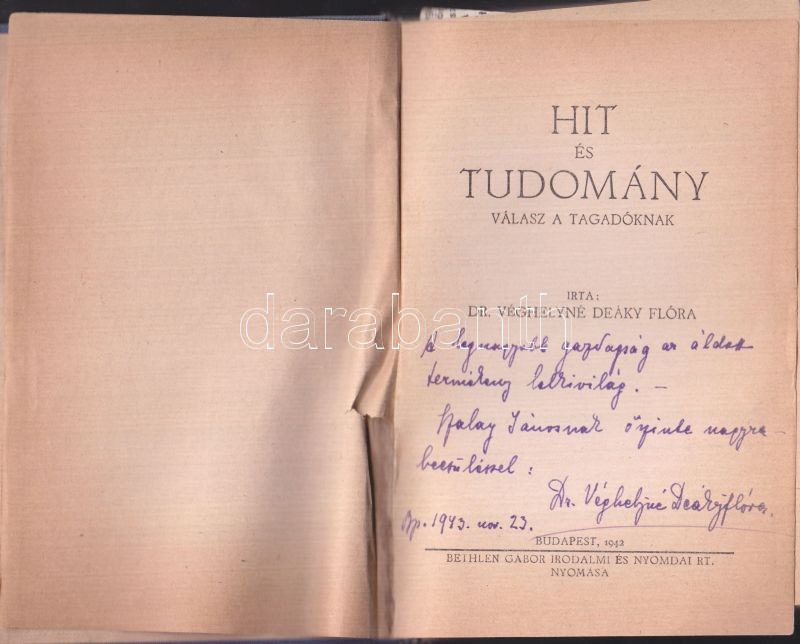 HIT
ÉS
TUDOMÁNY
VÁLASZ A TAGADÓKNAK
IRTA:
DR. VÉGHELYNÉ DEÁKY FLÓRA
darabanth
A legnagyobb gazdagság az áldott
termékeny lelkivilág. —
Szalay Jánosnak őszinte nagyra-
becsüléssel:
Dr. Véghelyné Deáky Flóra.
Bp. 1943. nov. 23.
BUDAPEST, 1942
BETHLEN GÁBOR IRODALMI ÉS NYOMDAI RT.
NYOMÁSA